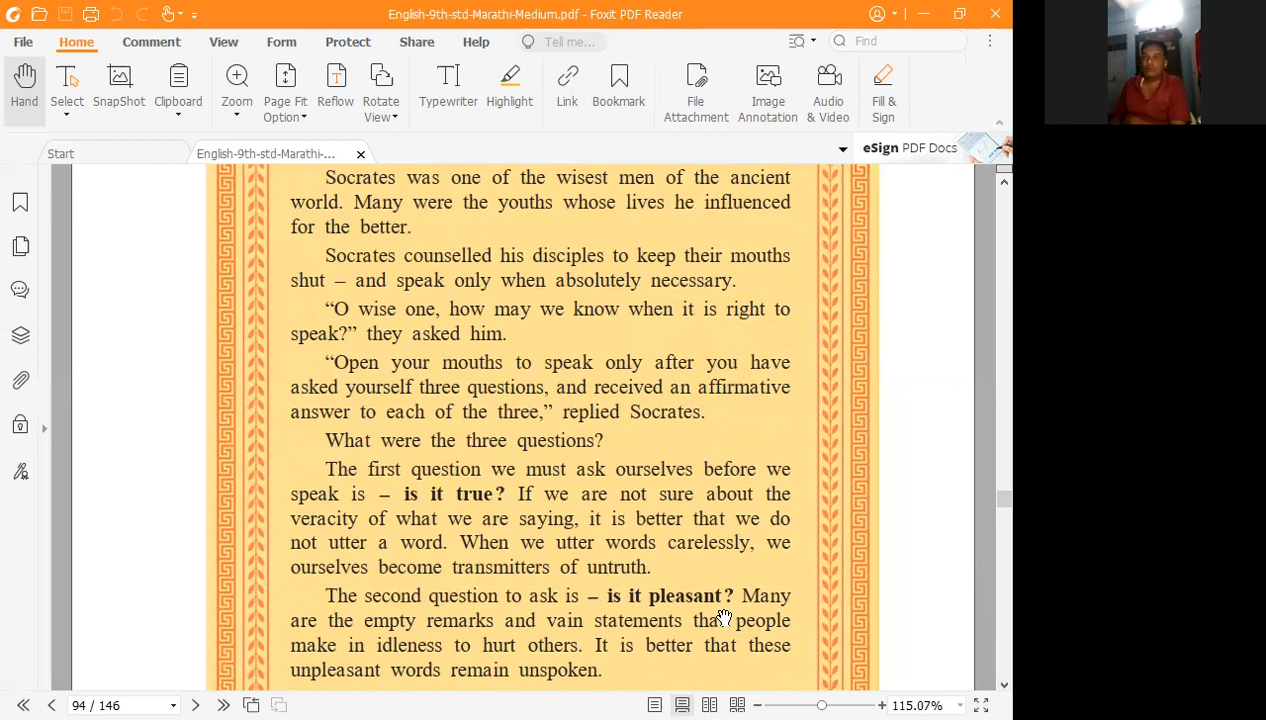 English-9th-std-Marathi-Medium.pdf - Foxit PDF Reader
File Home Comment View Form Protect Share Help Tell me... Find
Hand Select SnapShot Clipboard Zoom Page Fit Option Reflow Rotate View Typewriter Highlight Link Bookmark File Attachment Image Annotation Audio & Video Fill & Sign
Start English-9th-std-Marathi-... eSign PDF Docs
Socrates was one of the wisest men of the ancient
world. Many were the youths whose lives he influenced
for the better.
Socrates counselled his disciples to keep their mouths
shut – and speak only when absolutely necessary.
“O wise one, how may we know when it is right to
speak?” they asked him.
“Open your mouths to speak only after you have
asked yourself three questions, and received an affirmative
answer to each of the three,” replied Socrates.
What were the three questions?
The first question we must ask ourselves before we
speak is – is it true? If we are not sure about the
veracity of what we are saying, it is better that we do
not utter a word. When we utter words carelessly, we
ourselves become transmitters of untruth.
The second question to ask is – is it pleasant? Many
are the empty remarks and vain statements that people
make in idleness to hurt others. It is better that these
unpleasant words remain unspoken.
94 / 146 115.07%